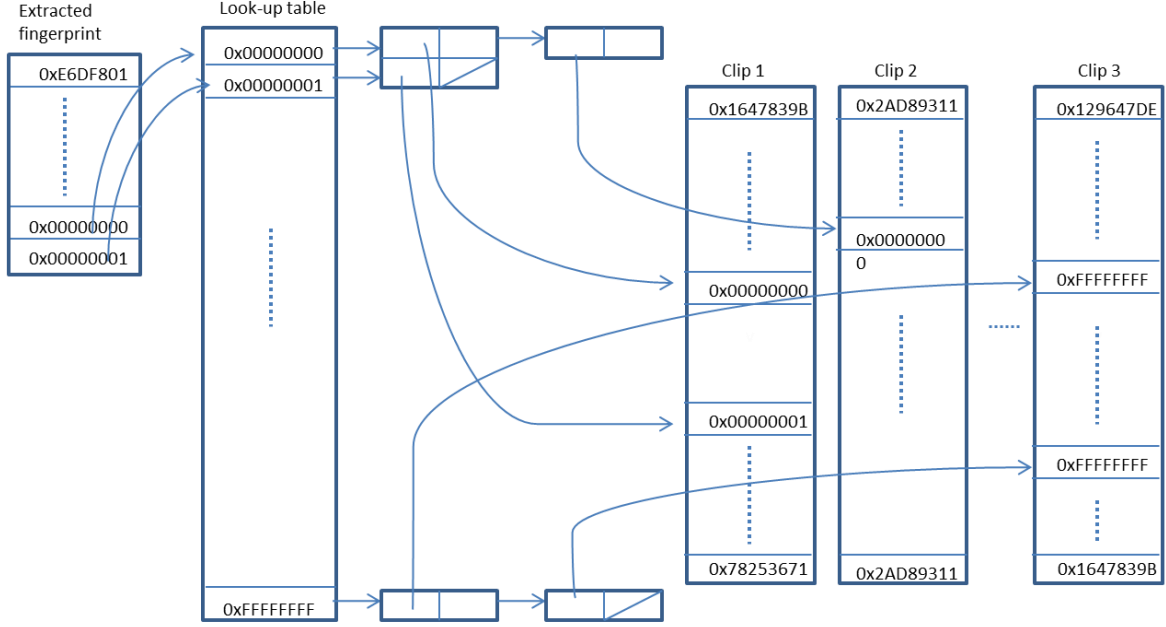 Extracted
fingerprint
0xE6DF801
0x00000000
0x00000001
Look-up table
0x00000000
0x00000001
0xFFFFFFFF
Clip 1
0x1647839B
0x00000000
0x00000001
0x78253671
Clip 2
0x2AD89311
0x0000000
0
0x2AD89311
Clip 3
0x129647DE
0xFFFFFFFF
0xFFFFFFFF
0x1647839B